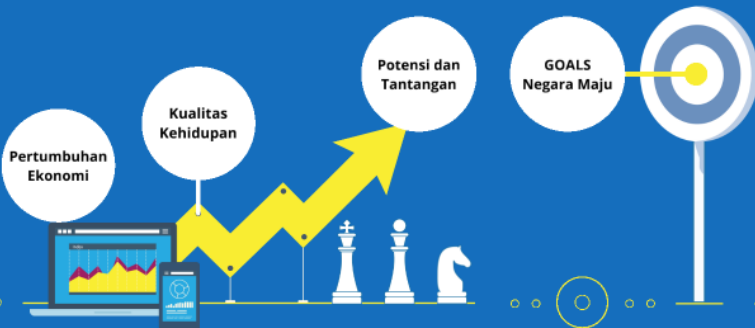 Pertumbuhan
Ekonomi
Kualitas
Kehidupan
Potensi dan
Tantangan
GOALS
Negara Maju